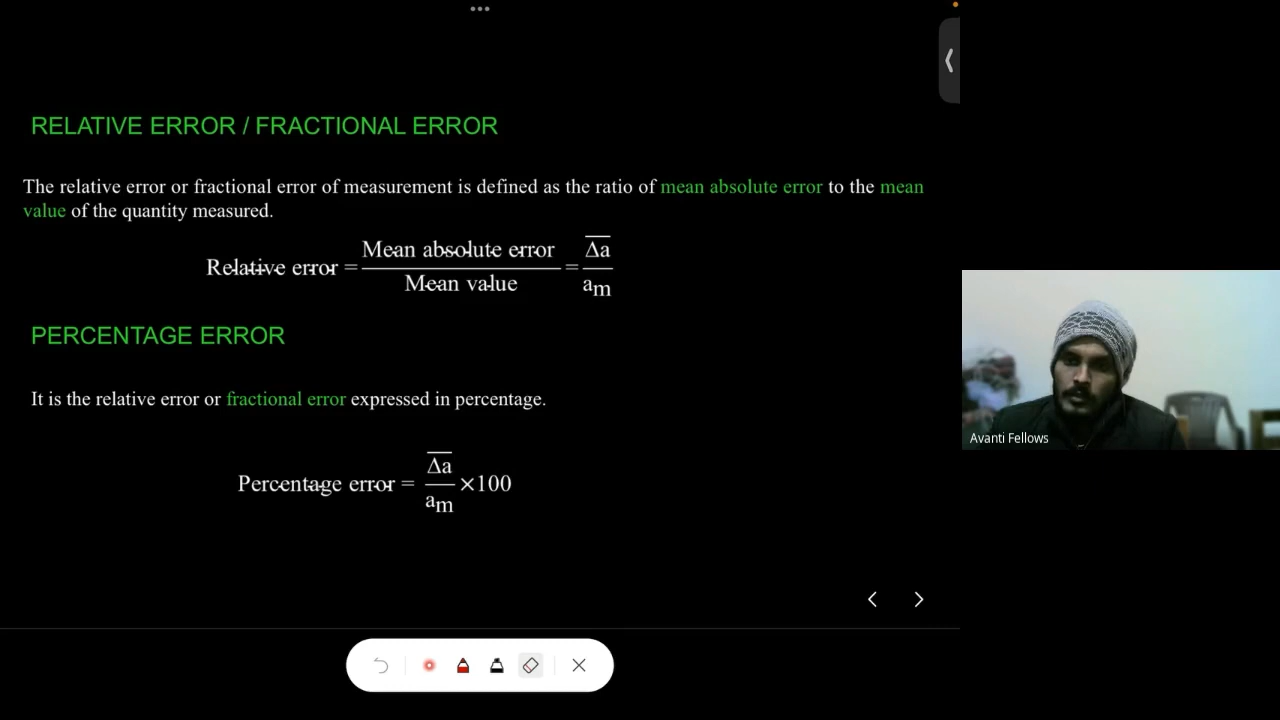 RELATIVE ERROR / FRACTIONAL ERROR
The relative error or fractional error of measurement is defined as the ratio of mean absolute error to the mean
value of the quantity measured.
Relative error = Mean absolute error / Mean value = Δ̅a̅ / aₘ
PERCENTAGE ERROR
It is the relative error or fractional error expressed in percentage.
Percentage error = Δ̅a̅ / aₘ ×100
Avanti Fellows